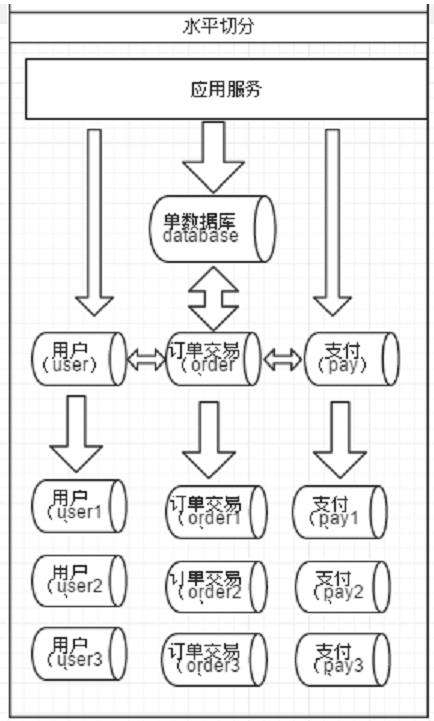 水平切分
应用服务
单数据库
database
用户
（user）
订单交易
（order
支付
（pay）
用户
（user1
订单交易
（order1
支付
（pay1
用户
（user2
订单交易
（order2
支付
（pay2
用户
（user3
订单交易
（order3
支付
（pay3